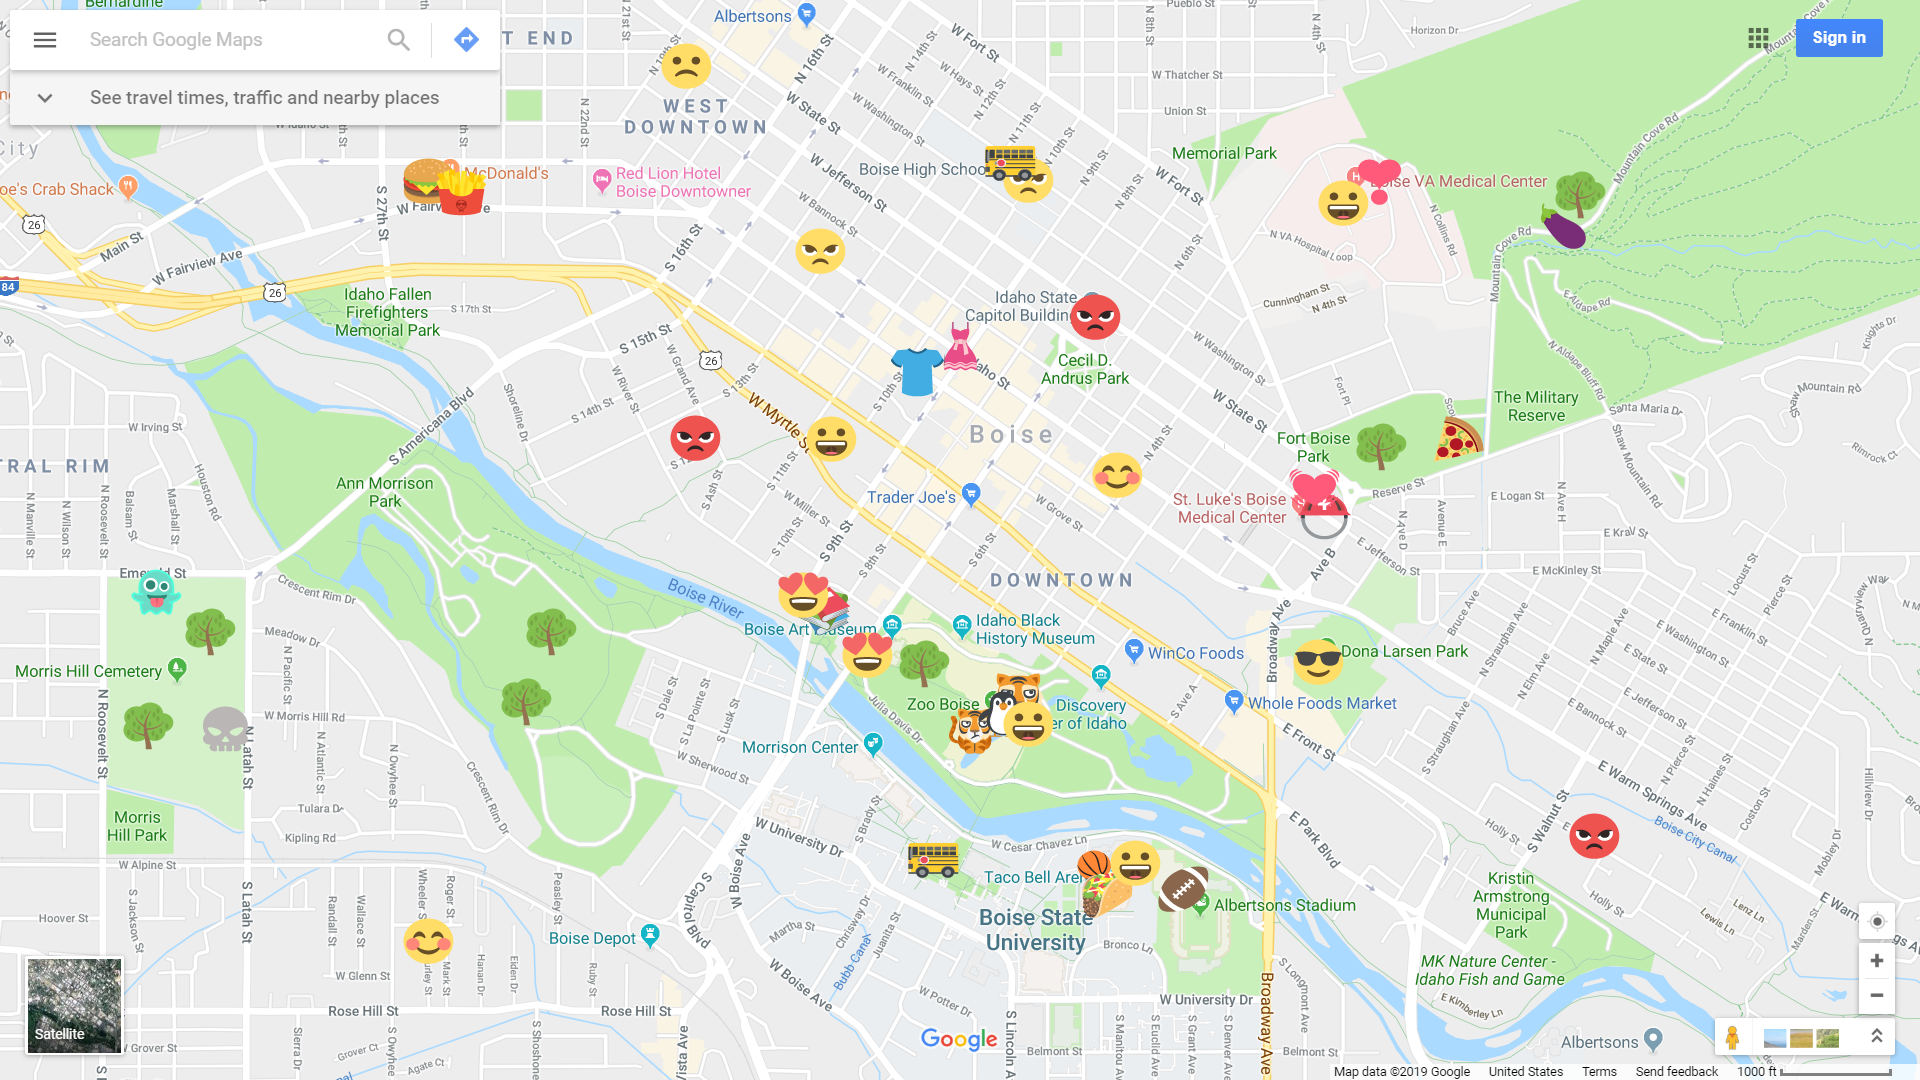 Bernardine
Search Google Maps
T END
See travel times, traffic and nearby places
Albertsons
N 16th St
W Fort St
N 14th St
W Franklin St
W Hays St
N 12th St
W Washington St
W State St
N 11th St
N 10th St
N 9th St
N 8th St
N 8th St
N 4th St
Pueblo St
Horizon Dr
W Thatcher St
Union St
Mountain Cove Rd
Sign in
WEST
DOWNTOWN
N 22nd St
City
oe's Crab Shack
McDonald's
Red Lion Hotel
Boise Downtowner
Boise High Schoo
W Jefferson St
W Bannock St
W Fort St
N 6th St
Memorial Park
Boise VA Medical Center
N Collins Rd
N VA Hospital Loop
Cunningham St
N 4th St
Mountain Cove Rd
Mountain Cove Rd
E Aldape Rd
N Aldape Bluff Rd
Knights Dr
26
Main St
W Fairview Ave
S 27th St
84
26
S 16th St
Idaho Fallen
Firefighters
Memorial Park
S 17th St
S 15th St
26
W Grand Ave
W River St
S 14th St
S 13th St
Shoreline Dr
W Myrtle St
Idaho State
Capitol Building
Cecil D.
Andrus Park
W Washington St
W State St
Fort Pl
The Military
Reserve
Santa Maria Dr
Mountain Rd
Rimrock Ct
Shaw Mountain Rd
S 10th St
Boise
N 4th St
Fort Boise
Park
Reserve St
E Logan St
Avenue E
N Ave H
N Ave D
E Kral St
W Irving St
TRAL RIM
S Americana Blvd
Houston Rd
Ann Morrison
Park
N Manville St
N Wilson St
N Roosevelt St
Balsam St
Marshall St
S Ash St
S 11th St
W Miller St
S 10th St
S 9th St
S 8th St
S 6th St
Trader Joe's
W Grove St
St. Luke's Boise
Medical Center
E Jefferson St
Ave B
E McKinley St
Locust St
Pierce St
DOWNTOWN
Emerald St
Crescent Rim Dr
Meadow Dr
N Pacific St
Boise River
Boise Art Museum
Idaho Black
History Museum
WinCo Foods
Broadway Ave
Dona Larsen Park
Bruce Ave
N Straughan Ave
N Maple Ave
N Elm Ave
E Franklin St
E Washington St
E State St
E Bannock St
Morris Hill Cemetery
N Roosevelt St
N Latah St
W Morris Hill Rd
N Atlantic St
N Owyhee St
Crescent Rim Dr
S Dale St
S La Pointe St
S Lusk St
W Sherwood St
Morrison Center
Julia Davis Dr
Zoo Boise
Discovery
er of Idaho
S Ave A
Whole Foods Market
E Front St
S Straughan Ave
N Pierce St
N Haines St
E Warm Springs Ave
Coston St
Hillview Dr
Morris
Hill Park
Tulara Dr
Kipling Rd
W Alpine St
S Latah St
Peasley St
W Boise Ave
S Capitol Blvd
W University Dr
S Brady St
W Cesar Chavez Ln
E Park Blvd
Holly St
S Walnut St
Boise City Canal
Mobley Dr
Taco Bell Aren
Boise State
University
Albertsons Stadium
Kristin
Armstrong
Municipal
Park
Holly St
Lewis Ln
Lenz Ln
Marden St
E Warm
Hoover St
S Jackson St
Randall St
Wheeler St
Roger St
Mark St
Hanan Dr
Eiden Dr
Ruby St
Boise Depot
Martha St
Chrisway Dr
Juanita St
Bubb Canal
Bronco Ln
MK Nature Center -
Idaho Fish and Game
E Kimberley Ln
W Glenn St
W Boise Ave
W Potter Dr
W University Dr
S Longmont Ave
Broadway Ave
Satellite
Rose Hill St
Rose Hill St
W Grover St
Sierra Dr
Grover Ct
Agate Ct
S Shoshone St
Vista Ave
Google
S Lincoln A
Belmont St
S Manitou Ave
S Euclid Ave
S Denver Ave
Belmont St
Albertsons
Map data ©2019 Google
United States
Terms
Send feedback
1000 ft